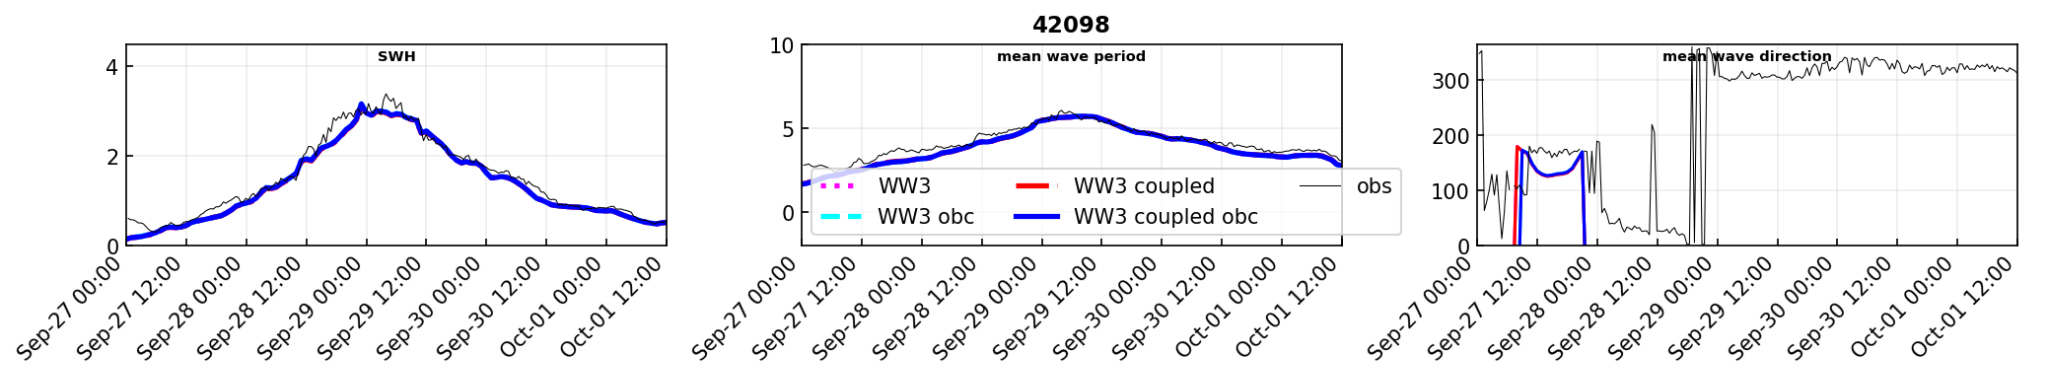 42098
SWH
4
2
0
Sep-27 00:00
Sep-27 12:00
Sep-28 00:00
Sep-28 12:00
Sep-29 00:00
Sep-29 12:00
Sep-30 00:00
Sep-30 12:00
Oct-01 00:00
Oct-01 12:00
mean wave period
10
5
0
WW3
WW3 obc
WW3 coupled
WW3 coupled obc
obs
Sep-27 00:00
Sep-27 12:00
Sep-28 00:00
Sep-28 12:00
Sep-29 00:00
Sep-29 12:00
Sep-30 00:00
Sep-30 12:00
Oct-01 00:00
Oct-01 12:00
mean wave direction
300
200
100
0
Sep-27 00:00
Sep-27 12:00
Sep-28 00:00
Sep-28 12:00
Sep-29 00:00
Sep-29 12:00
Sep-30 00:00
Sep-30 12:00
Oct-01 00:00
Oct-01 12:00